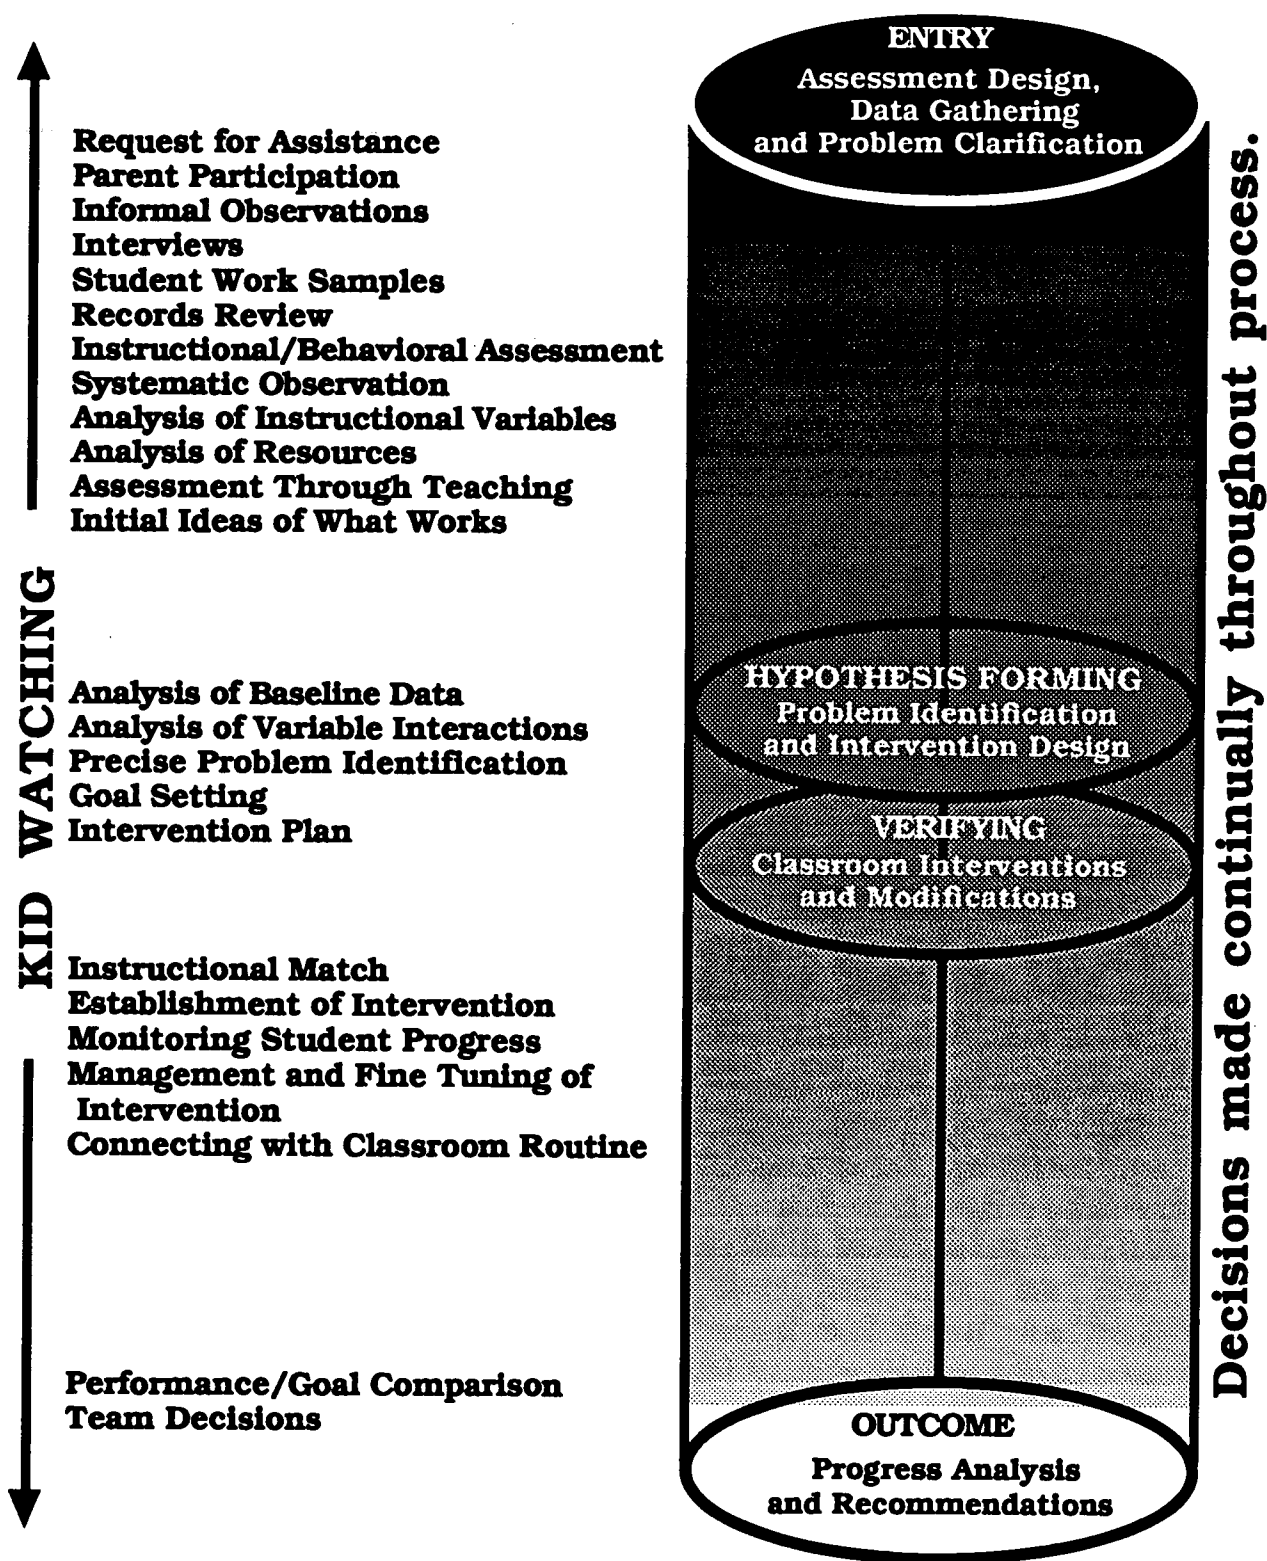 ENTRY
Assessment Design,
Data Gathering
and Problem Clarification
Request for Assistance
Parent Participation
Informal Observations
Interviews
Student Work Samples
Records Review
Instructional/Behavioral Assessment
Systematic Observation
Analysis of Instructional Variables
Analysis of Resources
Assessment Through Teaching
Initial Ideas of What Works
KID WATCHING
HYPOTHESIS FORMING
Problem Identification
and Intervention Design
Analysis of Baseline Data
Analysis of Variable Interactions
Precise Problem Identification
Goal Setting
Intervention Plan
VERIFYING
Classroom Interventions
and Modifications
Instructional Match
Establishment of Intervention
Monitoring Student Progress
Management and Fine Tuning of
Intervention
Connecting with Classroom Routine
Performance/Goal Comparison
Team Decisions
OUTCOME
Progress Analysis
and Recommendations
Decisions made continually throughout process.